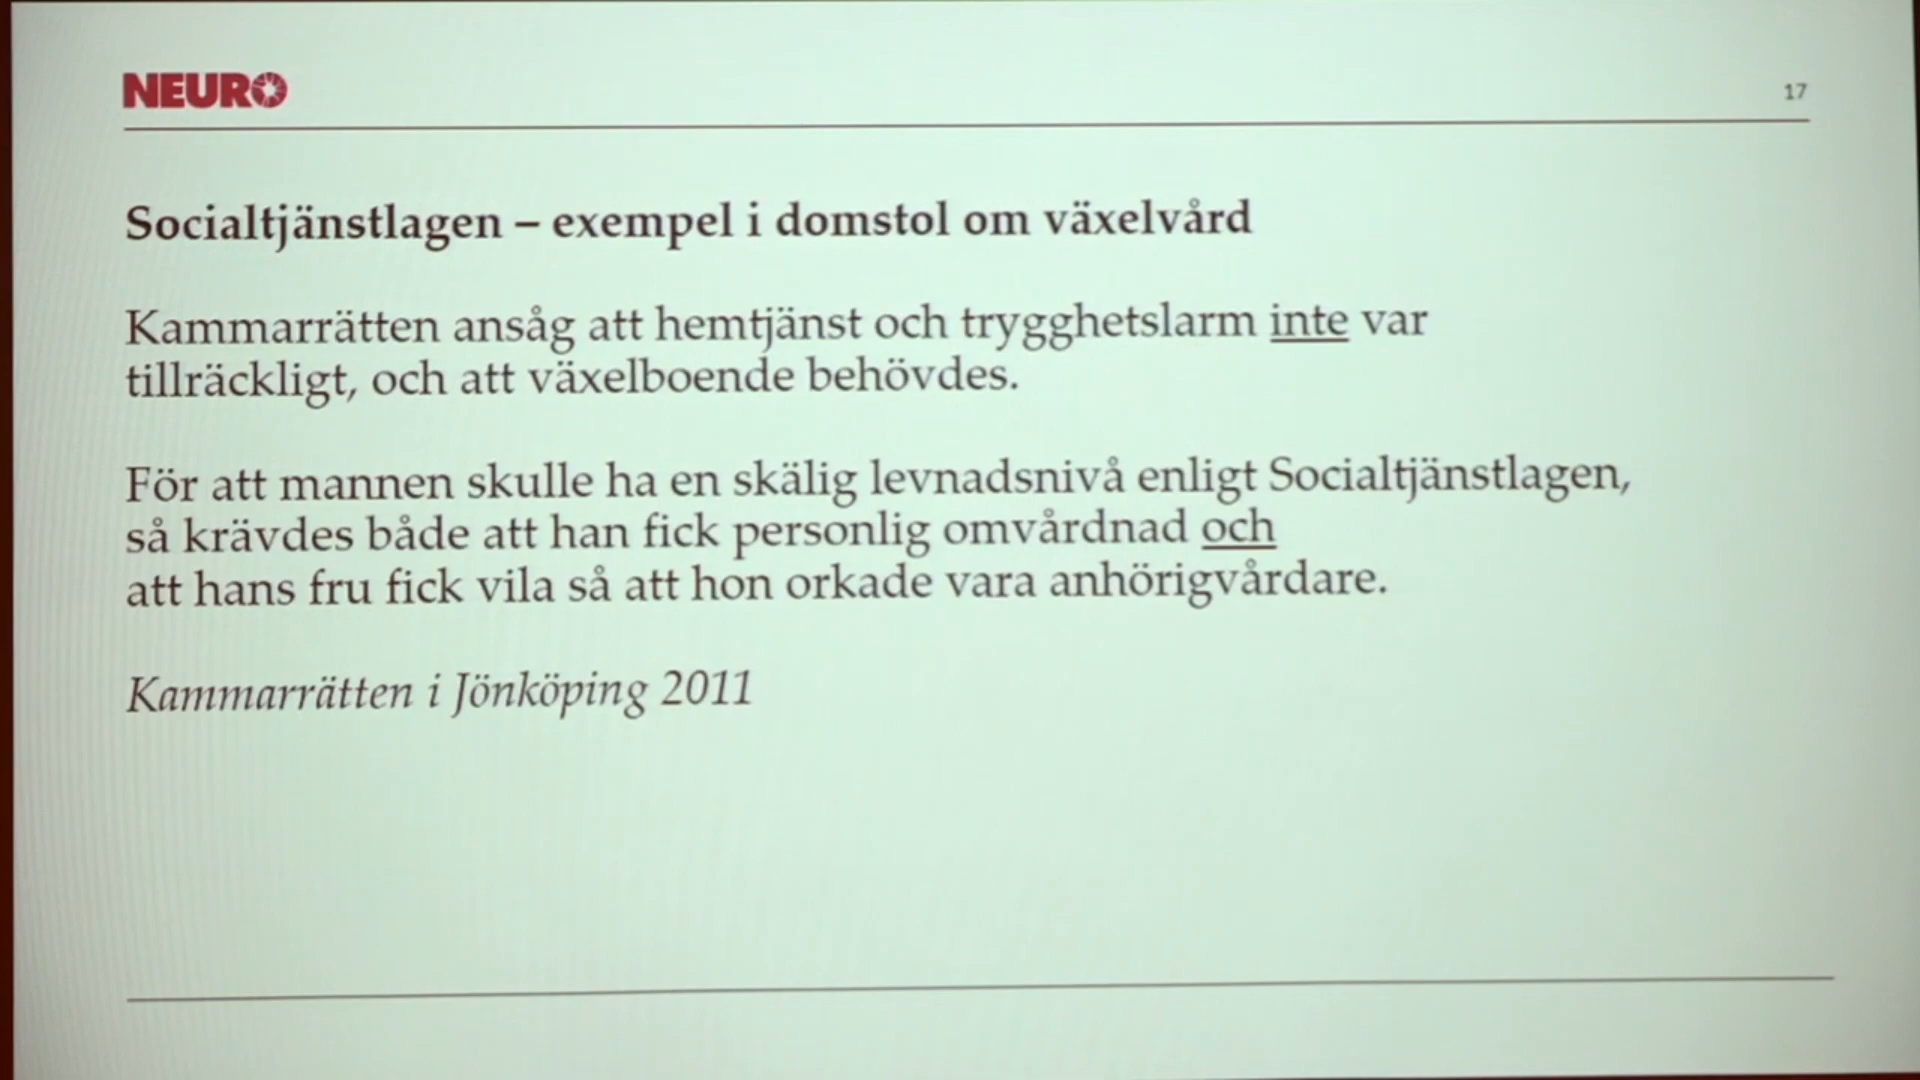 NEURO
17
Socialtjänstlagen – exempel i domstol om växelvård
Kammarrätten ansåg att hemtjänst och trygghetslarm inte var
tillräckligt, och att växelboende behövdes.
För att mannen skulle ha en skälig levnadsnivå enligt Socialtjänstlagen,
så krävdes både att han fick personlig omvårdnad och
att hans fru fick vila så att hon orkade vara anhörigvårdare.
Kammarrätten i Jönköping 2011